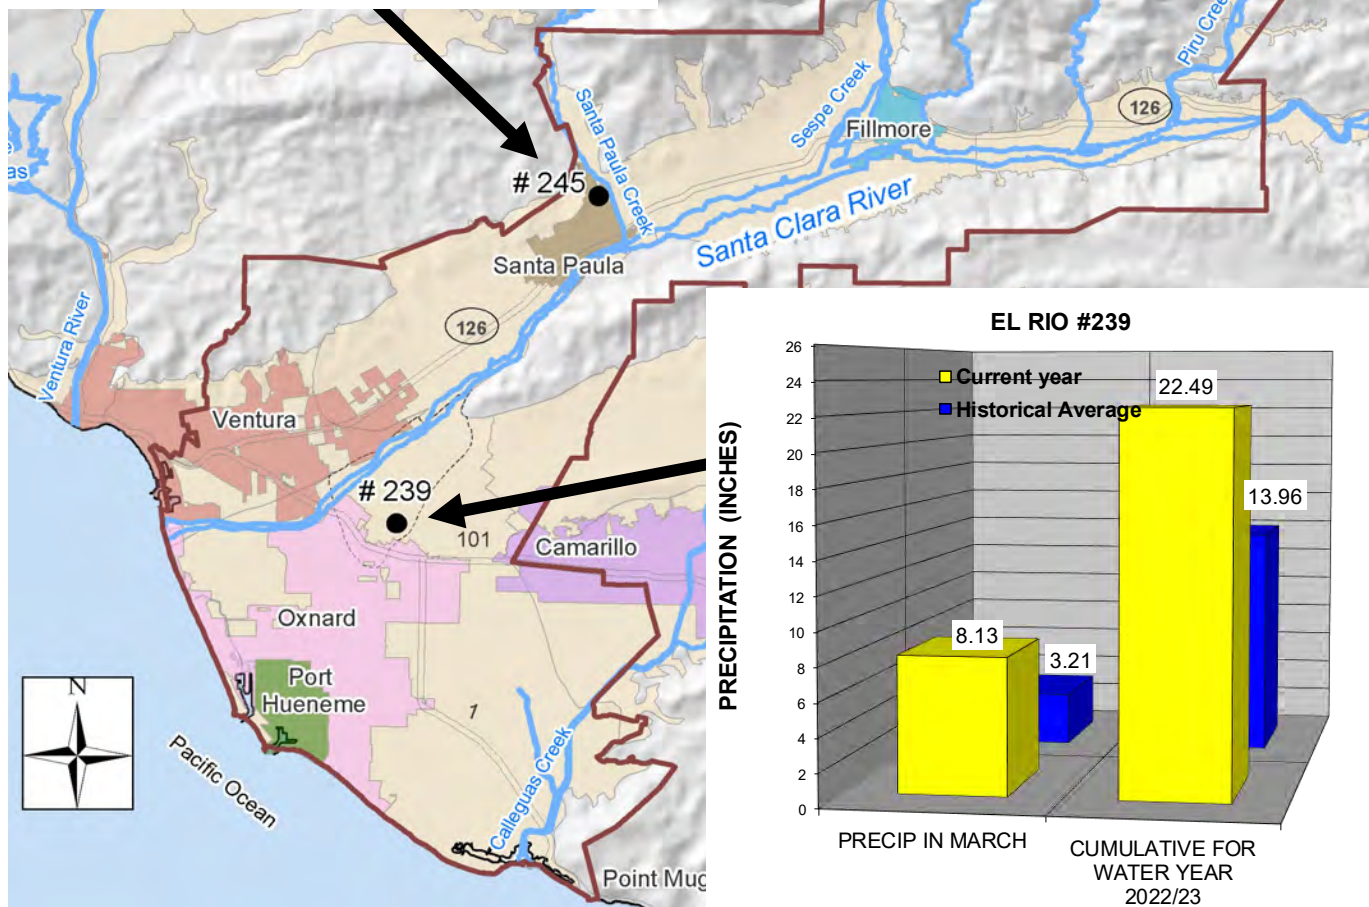 Piru Cree
126
Sespe Creek
Fillmore
Santa Paula Creek
as
# 245
Santa Clara River
Santa Paula
Ventura River
126
Ventura
# 239
101
Camarillo
Oxnard
Port
Hueneme
1
N
Pacific Ocean
Calleguas Creek
Point Mug
EL RIO #239
PRECIPITATION (INCHES)
26
24
22
20
18
16
14
12
10
8
6
4
2
0
Current year
Historical Average
22.49
13.96
8.13
3.21
PRECIP IN MARCH
CUMULATIVE FOR
WATER YEAR
2022/23